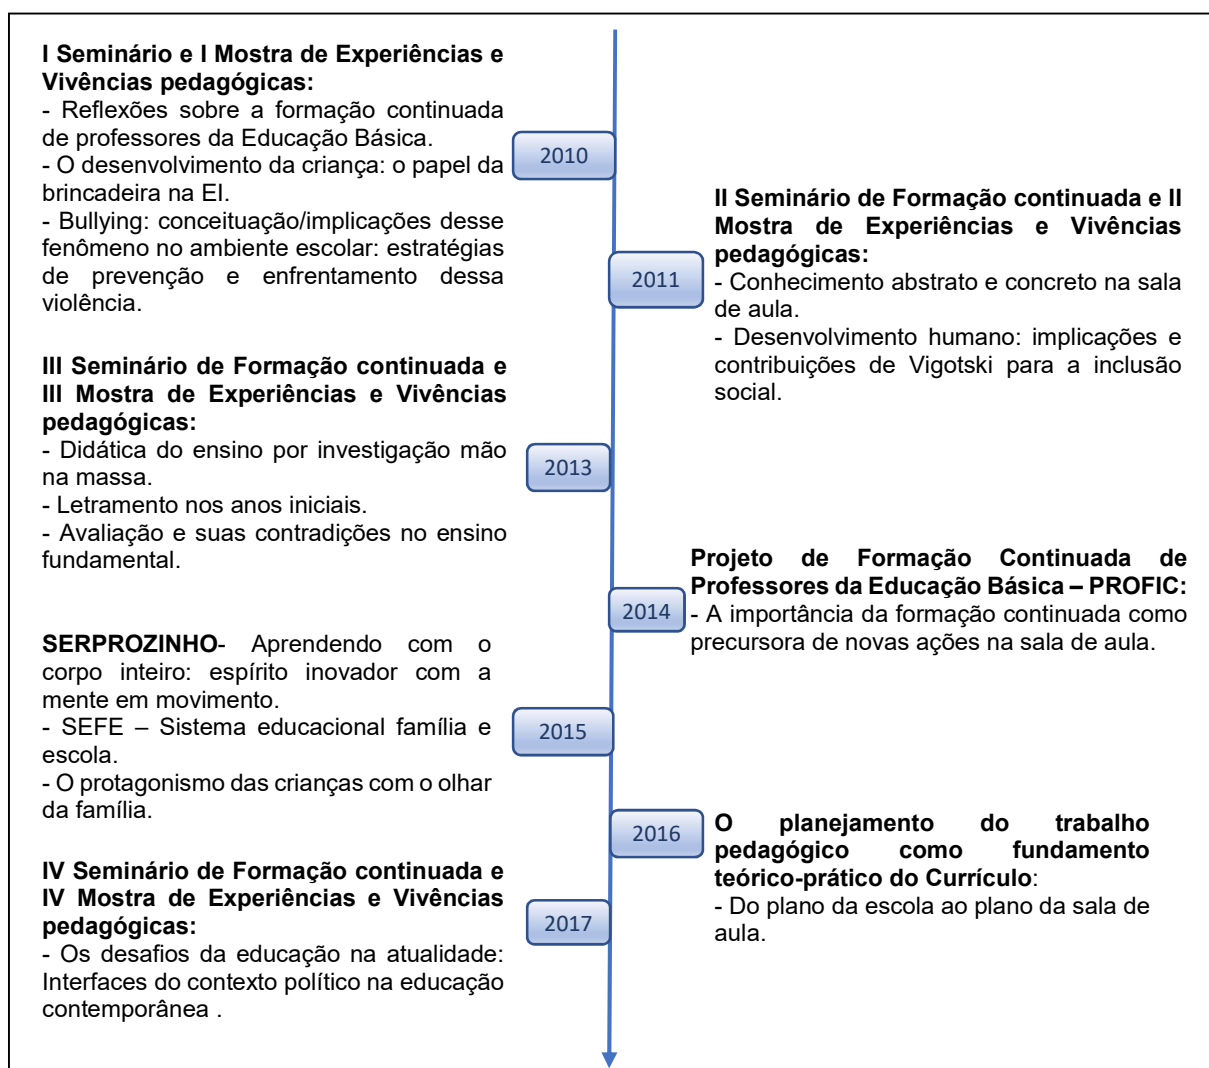 I Seminário e I Mostra de Experiências e
Vivências pedagógicas:
- Reflexões sobre a formação continuada
de professores da Educação Básica.
- O desenvolvimento da criança: o papel da
brincadeira na EI.
- Bullying: conceituação/implicações desse
fenômeno no ambiente escolar: estratégias
de prevenção e enfrentamento dessa
violência.
2010
II Seminário de Formação continuada e II
Mostra de Experiências e Vivências
pedagógicas:
- Conhecimento abstrato e concreto na sala
de aula.
- Desenvolvimento humano: implicações e
contribuições de Vigotski para a inclusão
social.
2011
III Seminário de Formação continuada e
III Mostra de Experiências e Vivências
pedagógicas:
- Didática do ensino por investigação mão
na massa.
- Letramento nos anos iniciais.
- Avaliação e suas contradições no ensino
fundamental.
2013
Projeto de Formação Continuada de
Professores da Educação Básica – PROFIC:
- A importância da formação continuada como
precursora de novas ações na sala de aula.
2014
SERPROZINHO- Aprendendo com o
corpo inteiro: espírito inovador com a
mente em movimento.
- SEFE – Sistema educacional família e
escola.
- O protagonismo das crianças com o olhar
da família.
2015
2016
O planejamento do trabalho
pedagógico como fundamento
teórico-prático do Currículo:
- Do plano da escola ao plano da sala de
aula.
IV Seminário de Formação continuada e
IV Mostra de Experiências e Vivências
pedagógicas:
- Os desafios da educação na atualidade:
Interfaces do contexto político na educação
contemporânea .
2017